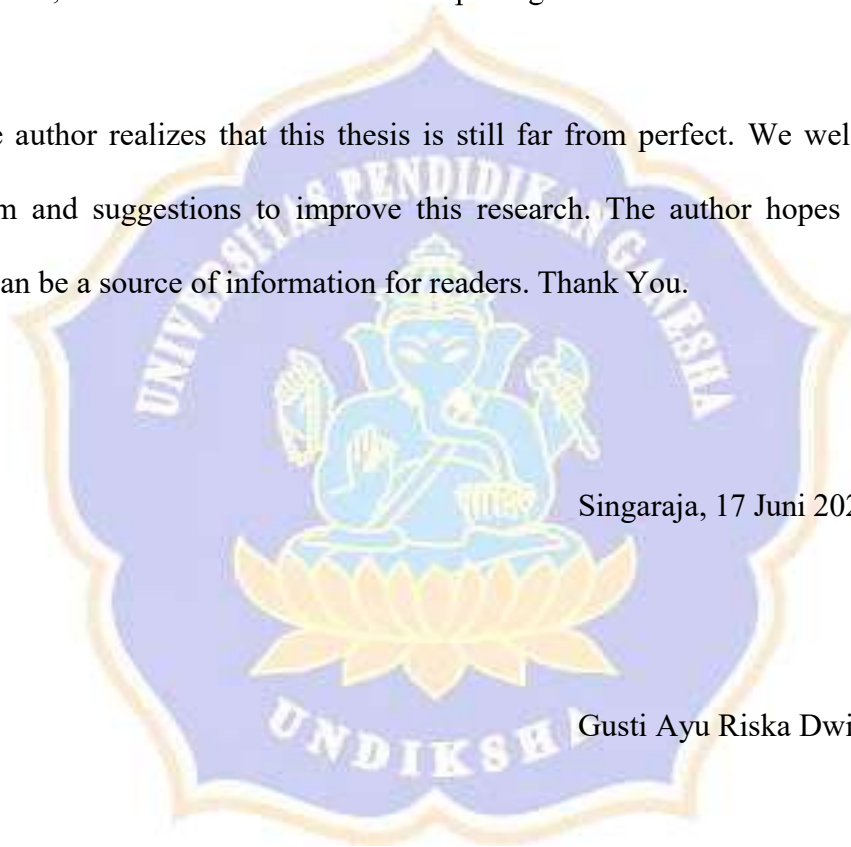 author realizes that this thesis is still far from perfect. We wel
m and suggestions to improve this research. The author hopes
an be a source of information for readers. Thank You.
UNIVERSITAS PENDIDIKAN GANESHA
Singaraja, 17 Juni 202
Gusti Ayu Riska Dwi
UNDIKSHA